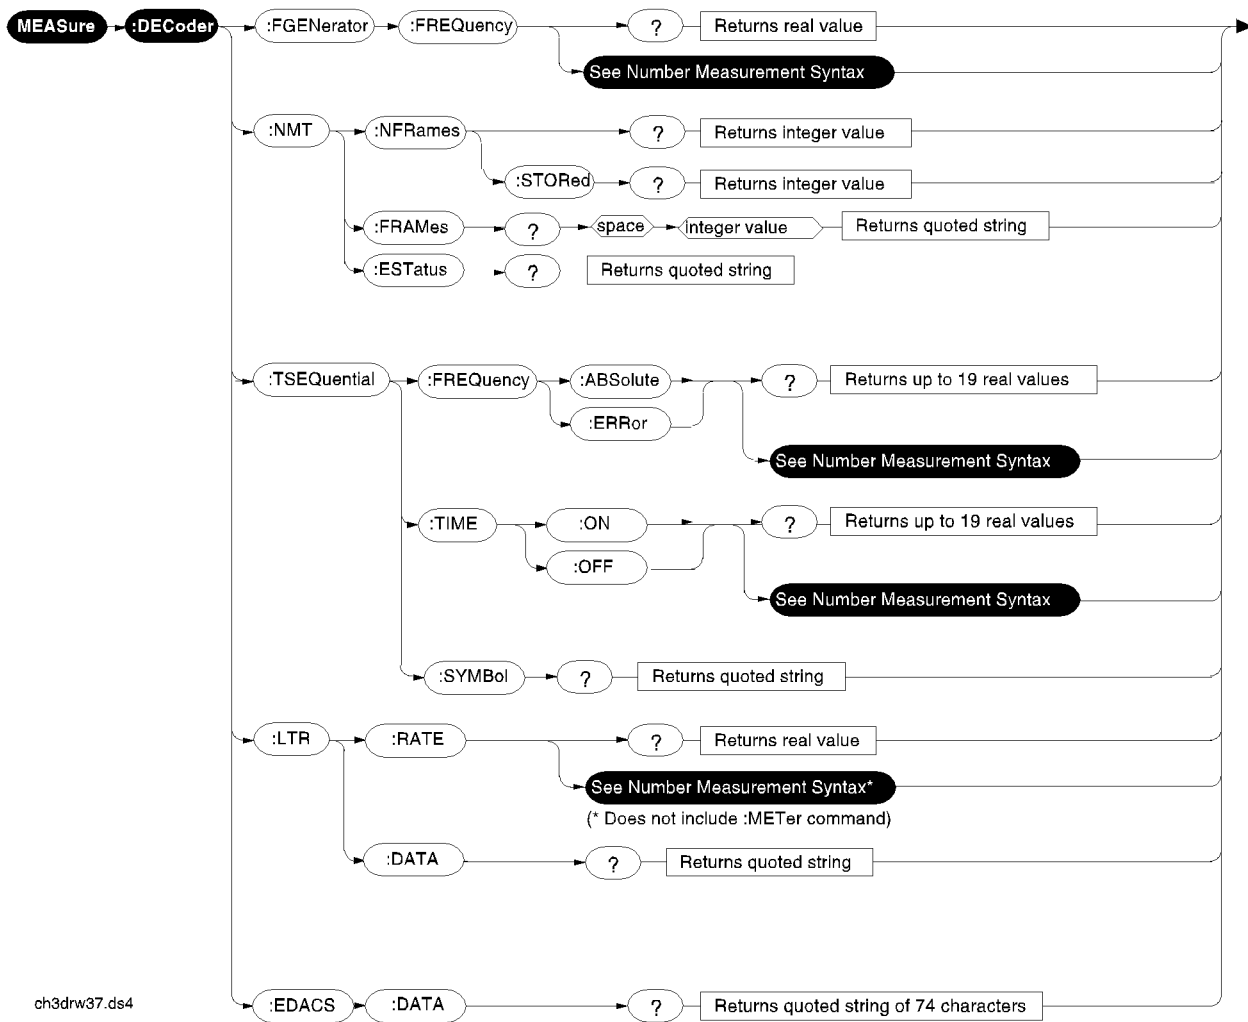 MEASure :DECoder :FGENerator :FREQuency ? Returns real value
See Number Measurement Syntax
:NMT :NFRames ? Returns integer value
:STORed ? Returns integer value
:FRAMes ? space integer value Returns quoted string
:ESTatus ? Returns quoted string
:TSEQuential :FREQuency :ABSolute ? Returns up to 19 real values
:ERRor
See Number Measurement Syntax
:TIME :ON ? Returns up to 19 real values
:OFF
See Number Measurement Syntax
:SYMBol ? Returns quoted string
:LTR :RATE ? Returns real value
See Number Measurement Syntax*
(* Does not include :METer command)
:DATA ? Returns quoted string
ch3drw37.ds4
:EDACS :DATA ? Returns quoted string of 74 characters